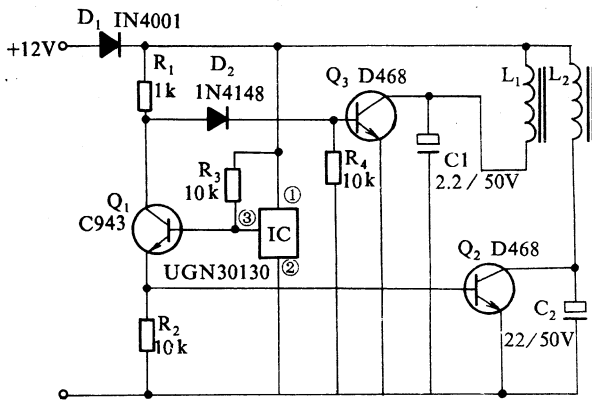 D₁ IN4001
+12V
R₁
1k
D₂
1N4148
Q₃ D468
L₁
L₂
R₃
10k
R₄
10k
C1
2.2/50V
Q₁
C943
③
①
IC
②
UGN30130
Q₂ D468
R₂
10k
C₂
22/50V